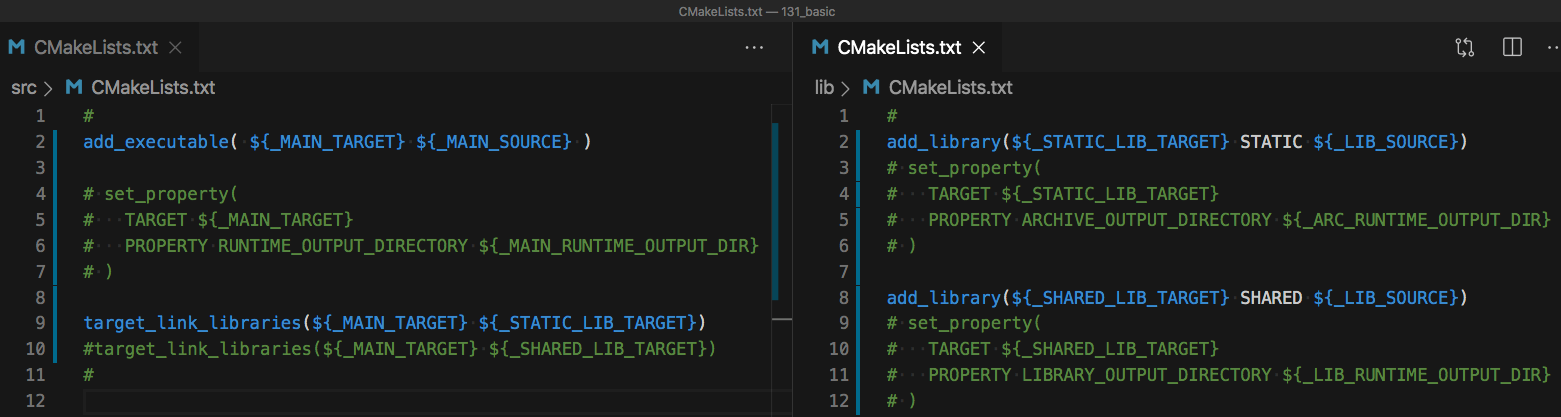 CMakeLists.txt — 131_basic
CMakeLists.txt
src > CMakeLists.txt
1 #
2 add_executable( ${_MAIN_TARGET} ${_MAIN_SOURCE} )
3
4 # set_property(
5 #   TARGET ${_MAIN_TARGET}
6 #   PROPERTY RUNTIME_OUTPUT_DIRECTORY ${_MAIN_RUNTIME_OUTPUT_DIR}
7 # )
8
9 target_link_libraries(${_MAIN_TARGET} ${_STATIC_LIB_TARGET})
10 #target_link_libraries(${_MAIN_TARGET} ${_SHARED_LIB_TARGET})
11 #
12
CMakeLists.txt
lib > CMakeLists.txt
1 #
2 add_library(${_STATIC_LIB_TARGET} STATIC ${_LIB_SOURCE})
3 # set_property(
4 #   TARGET ${_STATIC_LIB_TARGET}
5 #   PROPERTY ARCHIVE_OUTPUT_DIRECTORY ${_ARC_RUNTIME_OUTPUT_DIR}
6 # )
7
8 add_library(${_SHARED_LIB_TARGET} SHARED ${_LIB_SOURCE})
9 # set_property(
10 #   TARGET ${_SHARED_LIB_TARGET}
11 #   PROPERTY LIBRARY_OUTPUT_DIRECTORY ${_LIB_RUNTIME_OUTPUT_DIR}
12 # )